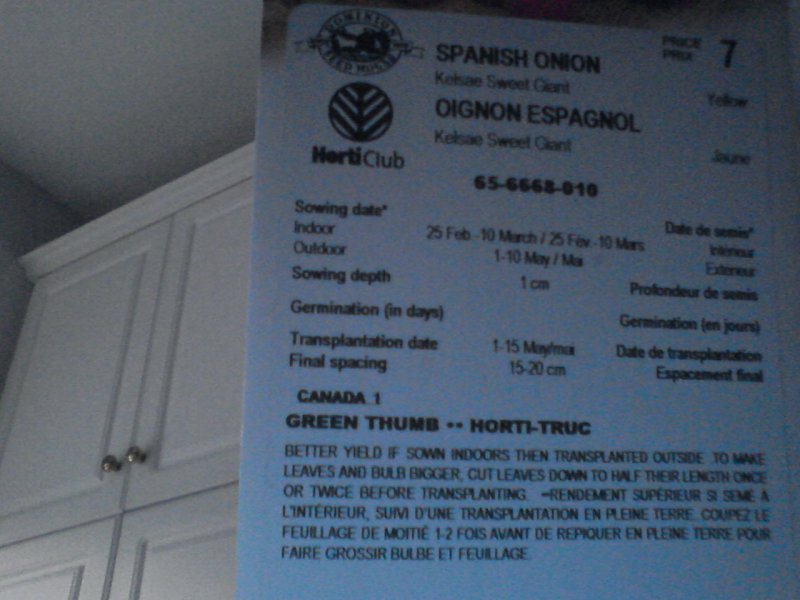 DOMINION
SEED HOUSE
SPANISH ONION
Kelsae Sweet Giant
PRICE
PRIX
7
Yellow
OIGNON ESPAGNOL
Kelsae Sweet Giant
Jaune
HortiClub
65-6668-010
Sowing date* Date de semis*
Indoor 25 Feb.-10 March / 25 Fév.-10 Mars Intérieur
Outdoor 1-10 May / Mai Exterieur
Sowing depth 1 cm Profondeur de semis
Germination (in days) Germination (en jours)
Transplantation date 1-15 May/mai Date de transplantation
Final spacing 15-20 cm Espacement final
CANADA 1
GREEN THUMB •• HORTI-TRUC
BETTER YIELD IF SOWN INDOORS THEN TRANSPLANTED OUTSIDE. TO MAKE
LEAVES AND BULB BIGGER, CUT LEAVES DOWN TO HALF THEIR LENGTH ONCE
OR TWICE BEFORE TRANSPLANTING. ••RENDEMENT SUPÉRIEUR SI SEMÉ À
L'INTÉRIEUR, SUIVI D'UNE TRANSPLANTATION EN PLEINE TERRE. COUPEZ LE
FEUILLAGE DE MOITIÉ 1-2 FOIS AVANT DE REPIQUER EN PLEINE TERRE POUR
FAIRE GROSSIR BULBE ET FEUILLAGE.